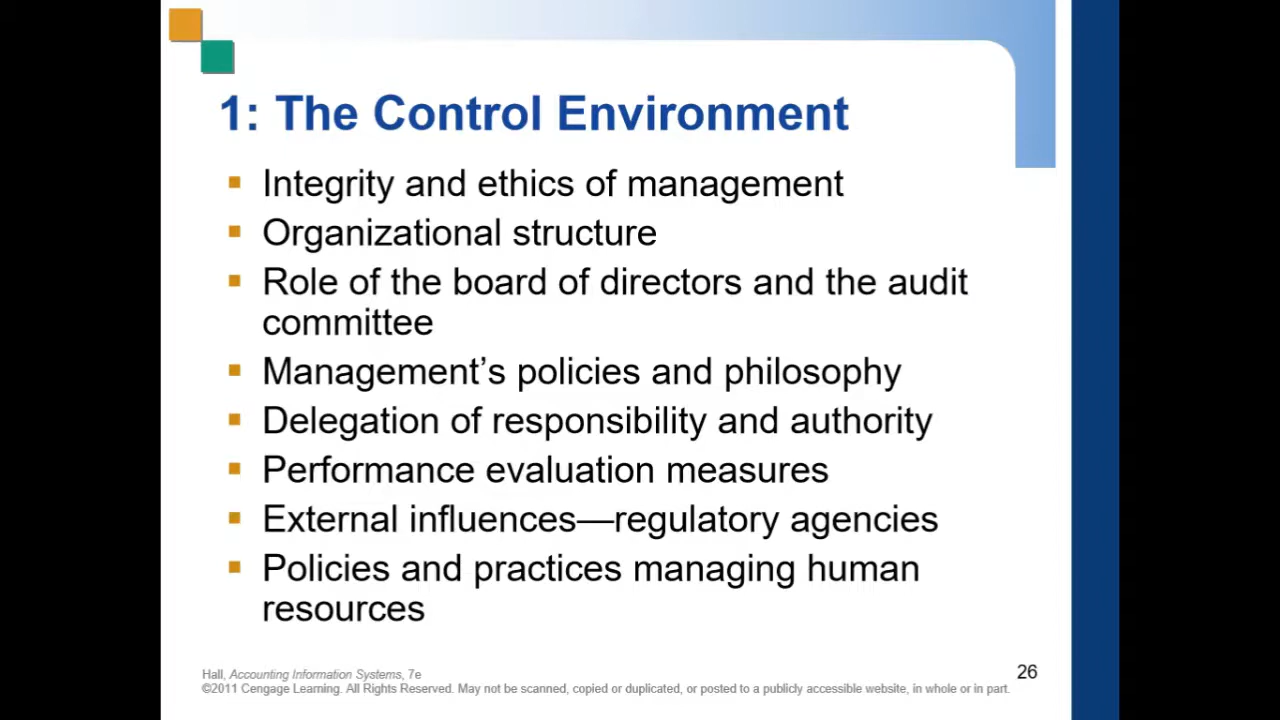 1: The Control Environment
▪ Integrity and ethics of management
▪ Organizational structure
▪ Role of the board of directors and the audit
committee
▪ Management’s policies and philosophy
▪ Delegation of responsibility and authority
▪ Performance evaluation measures
▪ External influences—regulatory agencies
▪ Policies and practices managing human
resources
Hall, Accounting Information Systems, 7e
©2011 Cengage Learning. All Rights Reserved. May not be scanned, copied or duplicated, or posted to a publicly accessible website, in whole or in part.
26